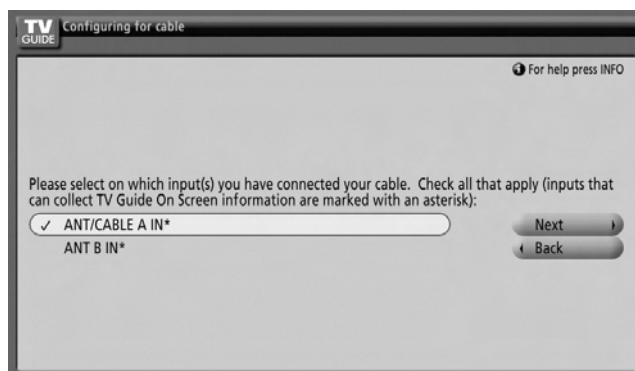 TV GUIDE
Configuring for cable
i For help press INFO
Please select on which input(s) you have connected your cable. Check all that apply (inputs that
can collect TV Guide On Screen information are marked with an asterisk):
✓ ANT/CABLE A IN*
Next
ANT B IN*
Back